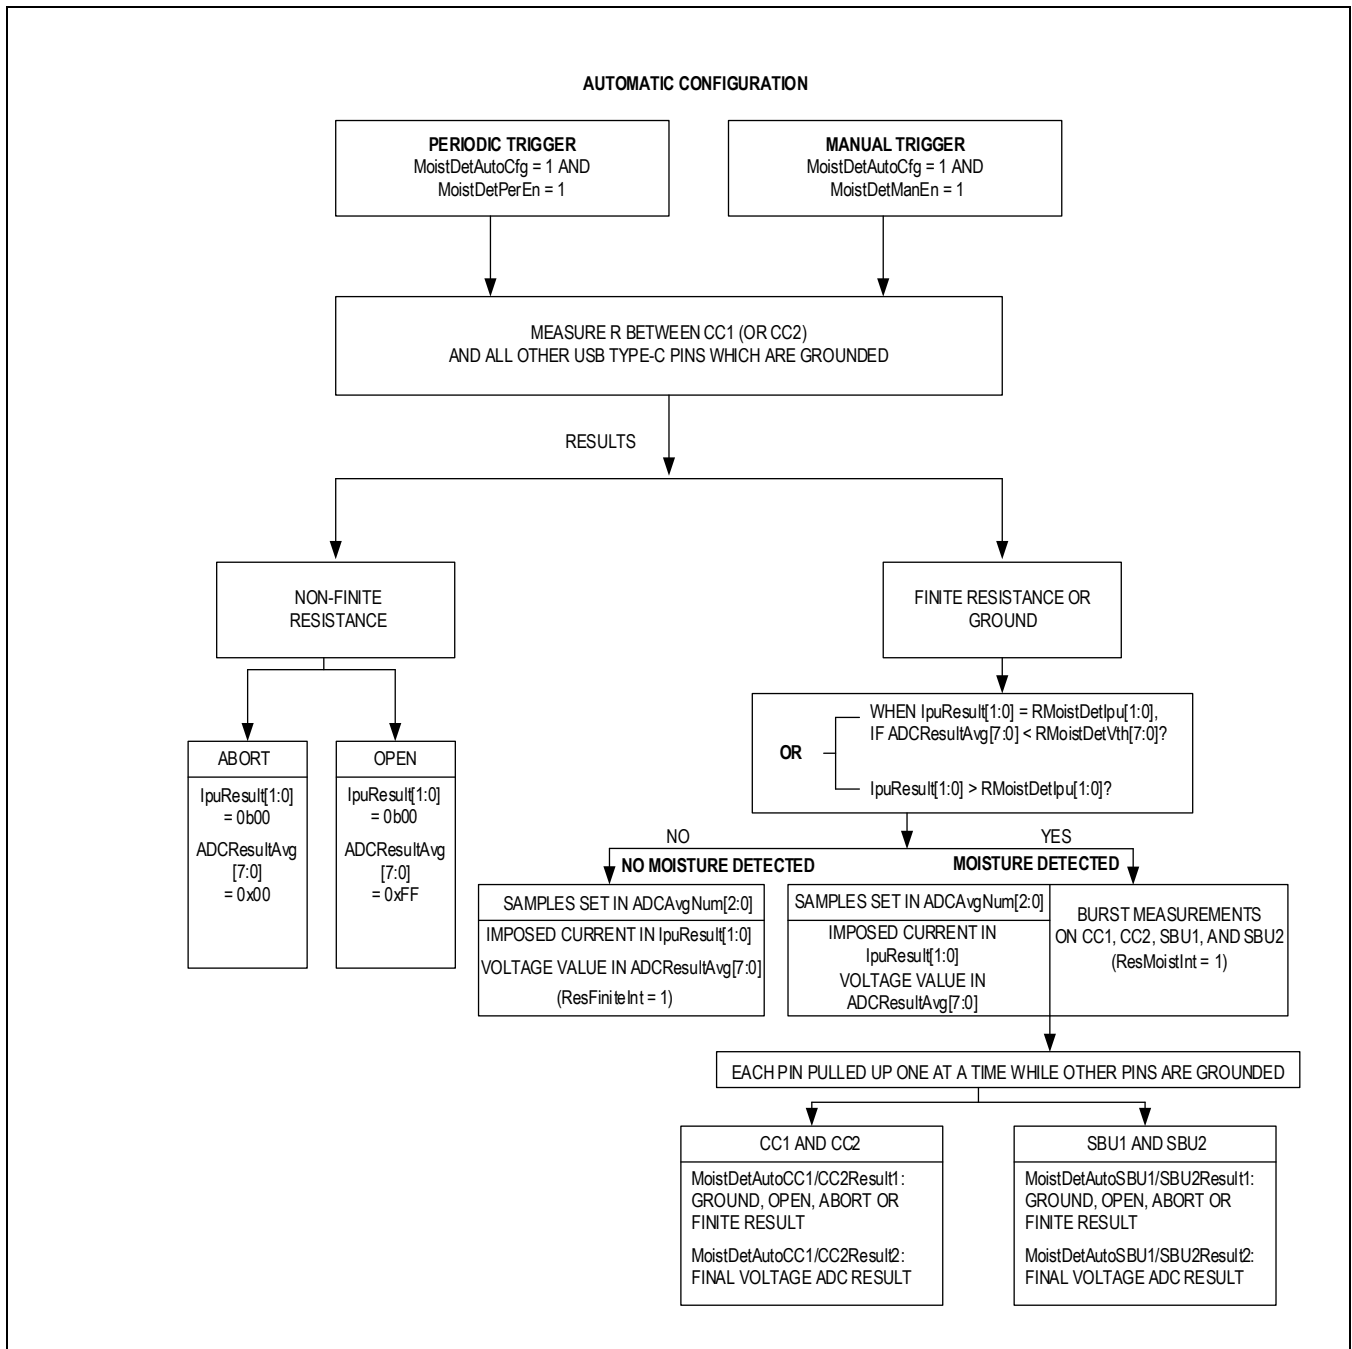 AUTOMATIC CONFIGURATION
PERIODIC TRIGGER
MoistDetAutoCfg = 1 AND
MoistDetPerEn = 1
MANUAL TRIGGER
MoistDetAutoCfg = 1 AND
MoistDetManEn = 1
MEASURE R BETWEEN CC1 (OR CC2)
AND ALL OTHER USB TYPE-C PINS WHICH ARE GROUNDED
RESULTS
NON-FINITE
RESISTANCE
FINITE RESISTANCE OR
GROUND
ABORT
IpuResult[1:0]
= 0b00
ADCResultAvg
[7:0]
= 0x00
OPEN
IpuResult[1:0]
= 0b00
ADCResultAvg
[7:0]
= 0xFF
OR
WHEN IpuResult[1:0] = RMoistDetIpu[1:0],
IF ADCResultAvg[7:0] < RMoistDetVth[7:0]?
IpuResult[1:0] > RMoistDetIpu[1:0]?
NO
YES
NO MOISTURE DETECTED
MOISTURE DETECTED
SAMPLES SET IN ADCAvgNum[2:0]
IMPOSED CURRENT IN IpuResult[1:0]
VOLTAGE VALUE IN ADCResultAvg[7:0]
(ResFiniteInt = 1)
SAMPLES SET IN ADCAvgNum[2:0]
IMPOSED CURRENT IN
IpuResult[1:0]
VOLTAGE VALUE IN
ADCResultAvg[7:0]
BURST MEASUREMENTS
ON CC1, CC2, SBU1, AND SBU2
(ResMoistInt = 1)
EACH PIN PULLED UP ONE AT A TIME WHILE OTHER PINS ARE GROUNDED
CC1 AND CC2
MoistDetAutoCC1/CC2Result1:
GROUND, OPEN, ABORT OR
FINITE RESULT
MoistDetAutoCC1/CC2Result2:
FINAL VOLTAGE ADC RESULT
SBU1 AND SBU2
MoistDetAutoSBU1/SBU2Result1:
GROUND, OPEN, ABORT OR
FINITE RESULT
MoistDetAutoSBU1/SBU2Result2:
FINAL VOLTAGE ADC RESULT